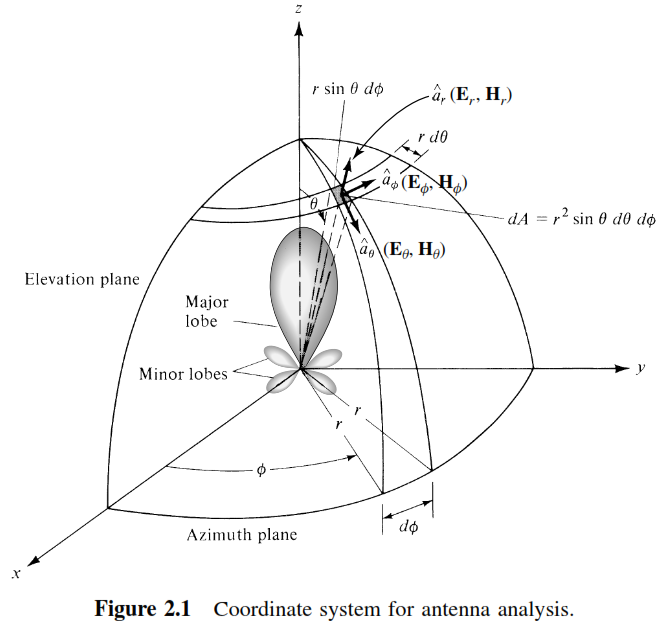 z
r sin θ dϕ
âr (Er, Hr)
r dθ
âϕ (Eϕ, Hϕ)
θ
dA = r² sin θ dθ dϕ
âθ (Eθ, Hθ)
Elevation plane
Major
lobe
Minor lobes
y
r
r
ϕ
Azimuth plane
dϕ
x
Figure 2.1 Coordinate system for antenna analysis.